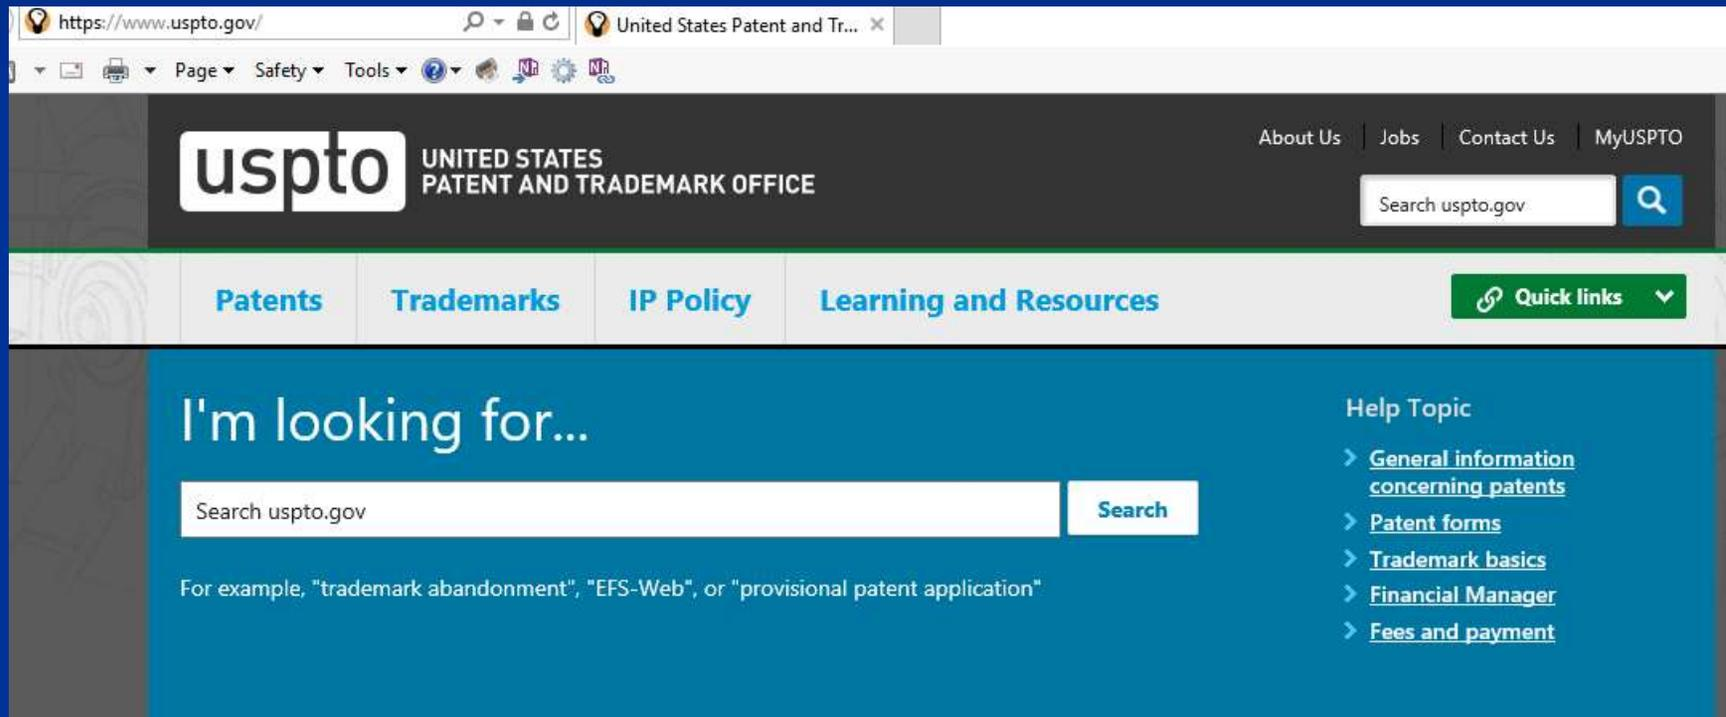 https://www.uspto.gov/
United States Patent and Tr...
Page Safety Tools
uspto UNITED STATES
PATENT AND TRADEMARK OFFICE
About Us Jobs Contact Us MyUSPTO
Search uspto.gov
Patents Trademarks IP Policy Learning and Resources Quick links
I'm looking for...
Search uspto.gov Search
For example, "trademark abandonment", "EFS-Web", or "provisional patent application"
Help Topic
General information
concerning patents
Patent forms
Trademark basics
Financial Manager
Fees and payment